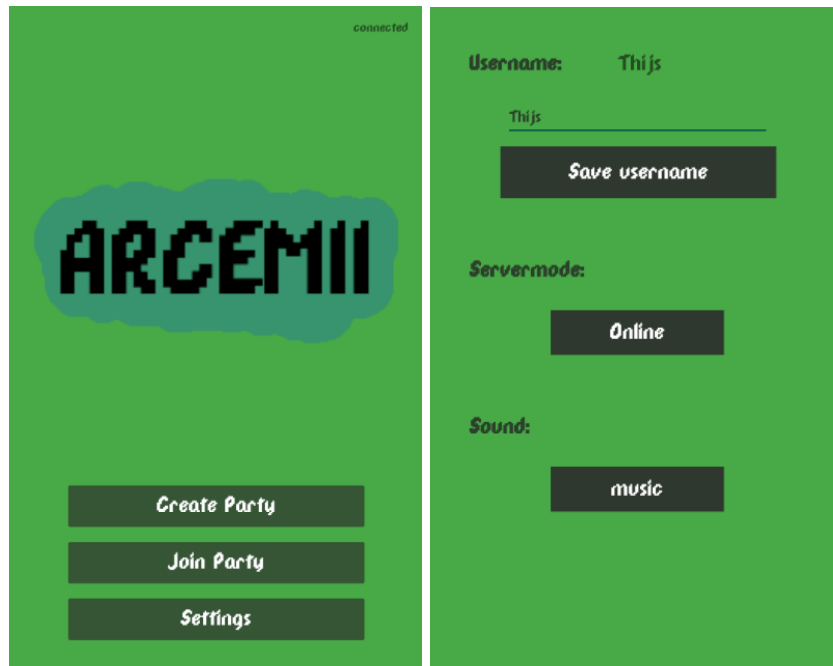 connected
ARCEMII
Create Party
Join Party
Settings
Username: Thijs
Thijs
Save username
Servermode:
Online
Sound:
music